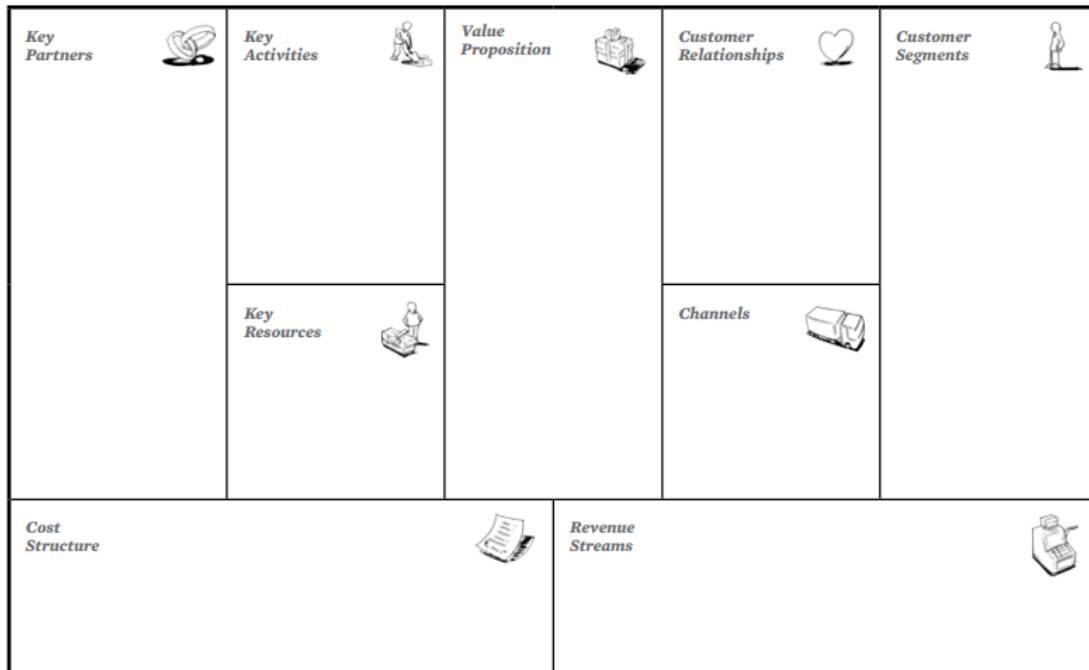 Key
Partners
Key
Activities
Value
Proposition
Customer
Relationships
Customer
Segments
Key
Resources
Channels
Cost
Structure
Revenue
Streams